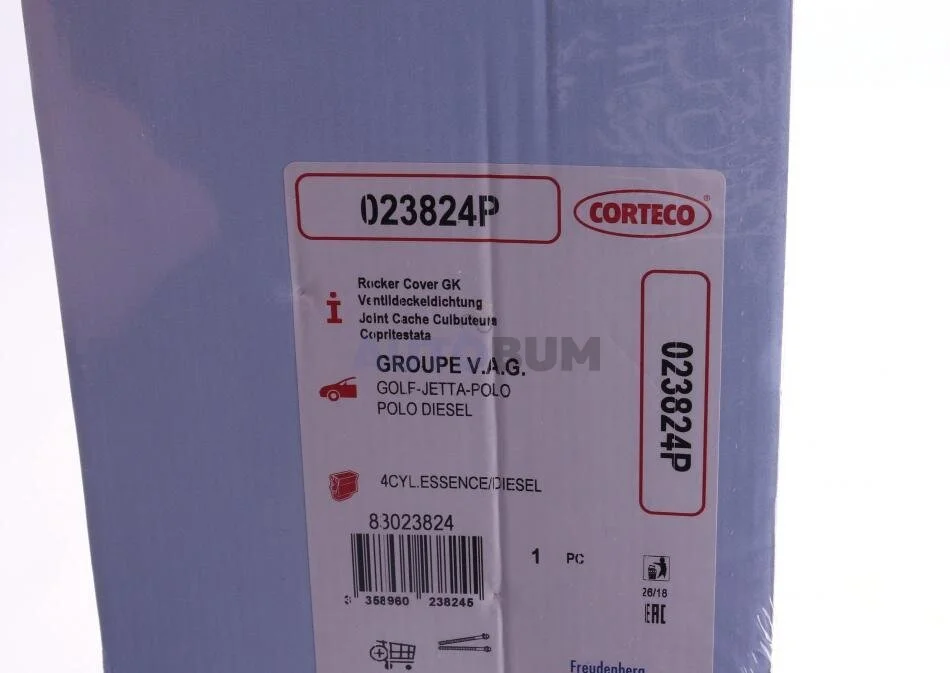 023824P
CORTECO
®
Rocker Cover GK
Ventildeckeldichtung
Joint Cache Culbuteurs
Copritestata
BUM
GROUPE V.A.G.
GOLF-JETTA-POLO
POLO DIESEL
023824P
4CYL.ESSENCE/DIESEL
83023824
1 PC
3 358960 238245
26/18
EAC
Freudenberg